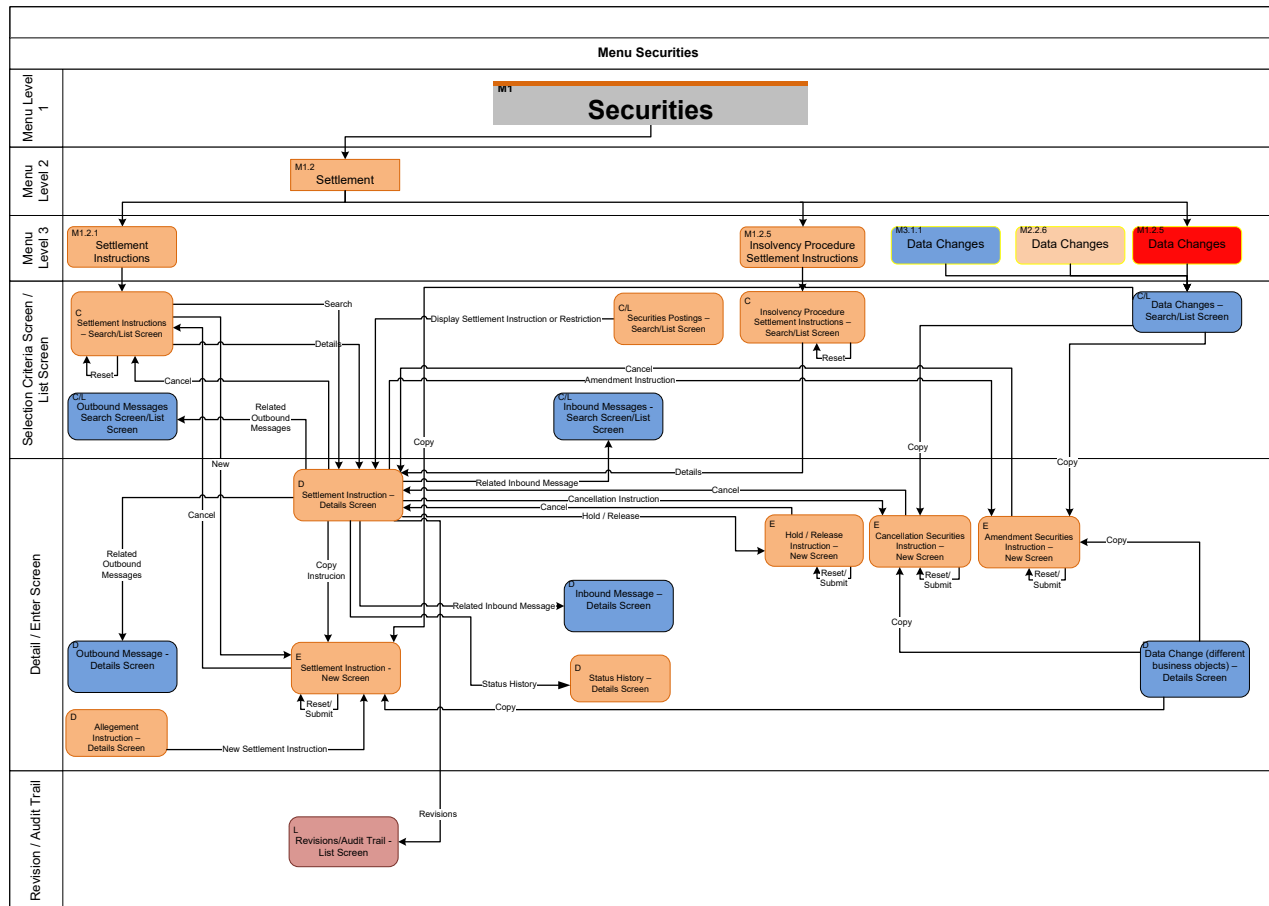 Menu Securities
Menu Level
1
M1
Securities
Menu
Level 2
M1.2
Settlement
Menu
Level 3
M1.2.1
Settlement
Instructions
M1.2.5
Insolvency Procedure
Settlement Instructions
M3.1.1
Data Changes
M2.2.6
Data Changes
M1.2.5
Data Changes
Selection Criteria Screen /
List Screen
C
Settlement Instructions
– Search/List Screen
Search
Details
Reset
Cancel
Display Settlement Instruction or Restriction
C/L
Securities Postings –
Search/List Screen
C
Insolvency Procedure
Settlement Instructions –
Search/List Screen
Reset
C/L
Data Changes –
Search/List Screen
Cancel
Amendment Instruction
C/L
Outbound Messages
Search Screen/List
Screen
Related
Outbound
Messages
C/L
Inbound Messages -
Search Screen/List
Screen
Copy
Copy
Copy
New
Detail / Enter Screen
Details
Related Inbound Message
D
Settlement Instruction –
Details Screen
Cancel
Cancellation Instruction
Cancel
Hold / Release
Cancel
E
Hold / Release
Instruction –
New Screen
Reset/
Submit
E
Cancellation Securities
Instruction –
New Screen
Reset/
Submit
E
Amendment Securities
Instruction –
New Screen
Reset/
Submit
Copy
Related
Outbound
Messages
Copy
Instrucion
D
Inbound Message –
Details Screen
Related Inbound Message
Copy
D
Outbound Message -
Details Screen
E
Settlement Instruction -
New Screen
Reset/
Submit
D
Status History –
Details Screen
Status History
D
Data Change (different
business objects) –
Details Screen
Copy
D
Allegement
Instruction –
Details Screen
New Settlement Instruction
Revision / Audit Trail
Revisions
L
Revisions/Audit Trail -
List Screen